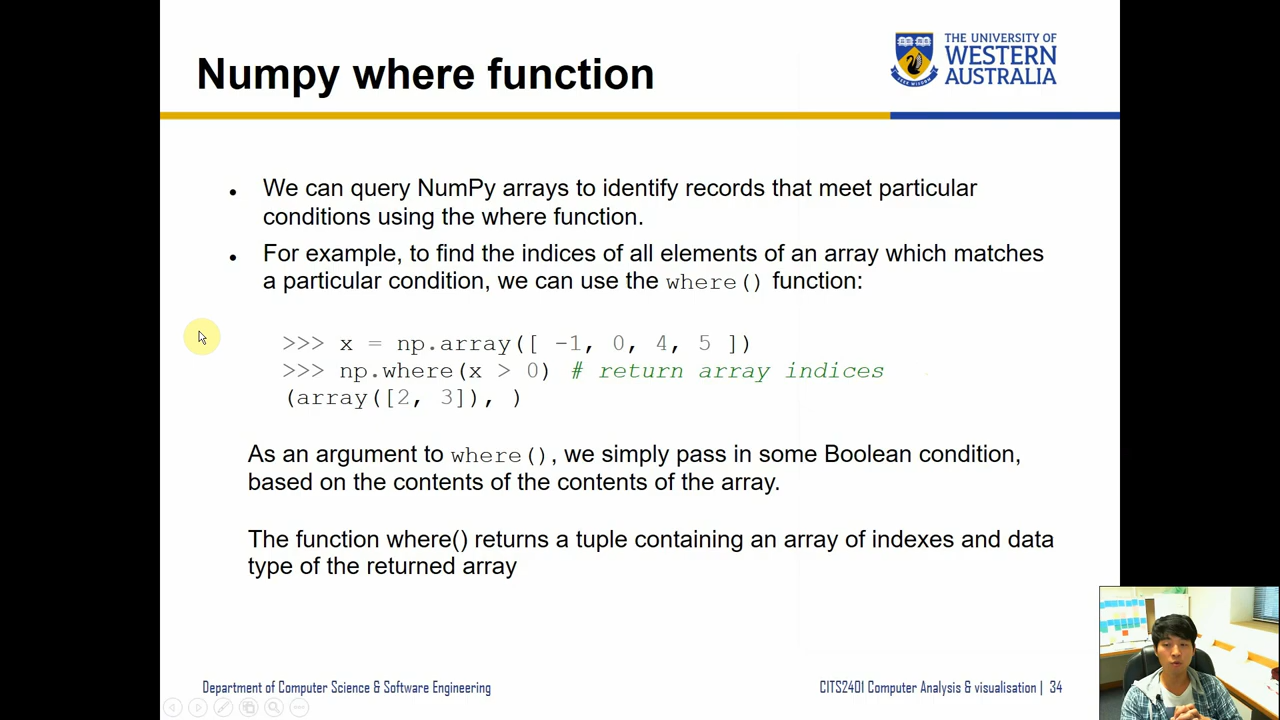 Numpy where function
THE UNIVERSITY OF
WESTERN
AUSTRALIA
• We can query NumPy arrays to identify records that meet particular
conditions using the where function.
• For example, to find the indices of all elements of an array which matches
a particular condition, we can use the where() function:
>>> x = np.array([ -1, 0, 4, 5 ])
>>> np.where(x > 0) # return array indices
(array([2, 3]), )
As an argument to where(), we simply pass in some Boolean condition,
based on the contents of the contents of the array.
The function where() returns a tuple containing an array of indexes and data
type of the returned array
Department of Computer Science & Software Engineering
CITS2401 Computer Analysis & visualisation | 34